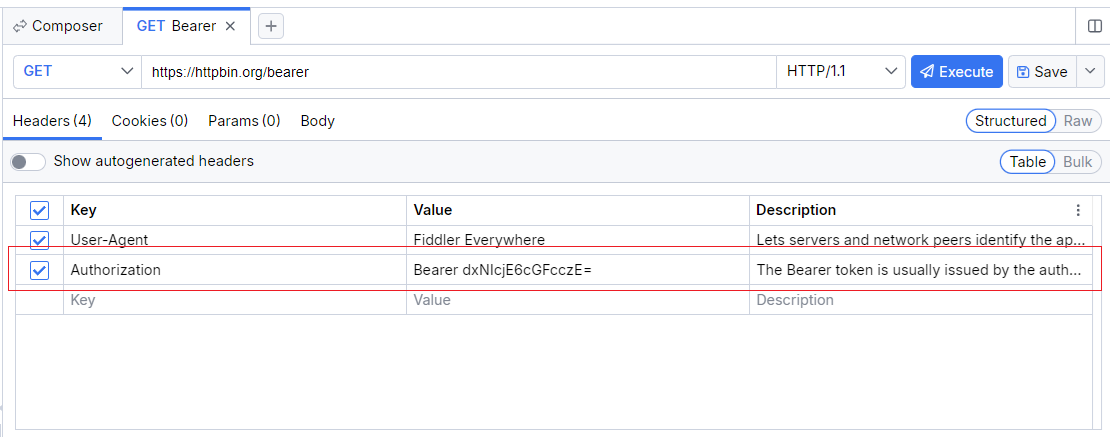 Composer GET Bearer
GET https://httpbin.org/bearer HTTP/1.1 Execute Save
Headers (4) Cookies (0) Params (0) Body Structured Raw
Show autogenerated headers Table Bulk
Key Value Description
User-Agent Fiddler Everywhere Lets servers and network peers identify the ap...
Authorization Bearer dxNIcjE6cGFcczE= The Bearer token is usually issued by the auth...
Key Value Description